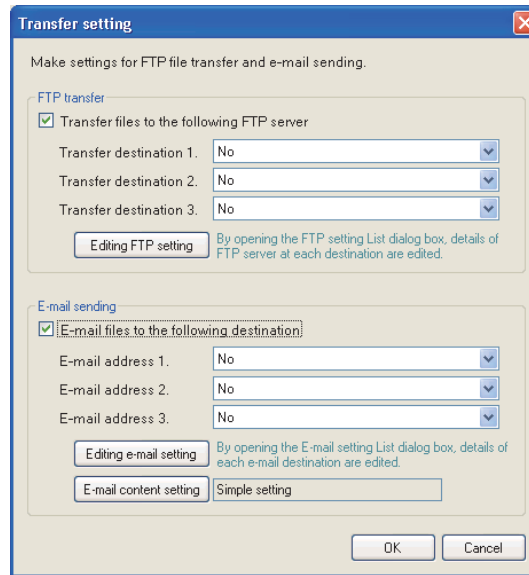 Transfer setting
Make settings for FTP file transfer and e-mail sending.
FTP transfer
Transfer files to the following FTP server
Transfer destination 1. No
Transfer destination 2. No
Transfer destination 3. No
Editing FTP setting
By opening the FTP setting List dialog box, details of
FTP server at each destination are edited.
E-mail sending
E-mail files to the following destination
E-mail address 1. No
E-mail address 2. No
E-mail address 3. No
Editing e-mail setting
By opening the E-mail setting List dialog box, details of
each e-mail destination are edited.
E-mail content setting Simple setting
OK Cancel